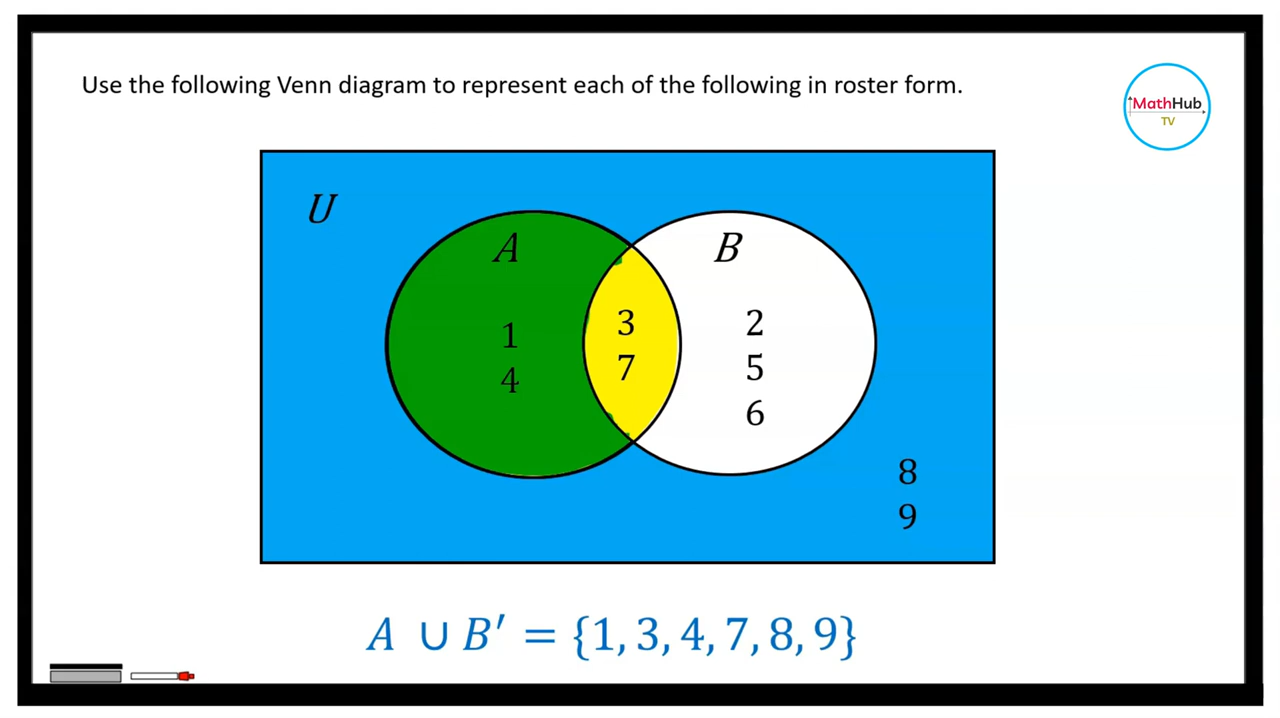 Use the following Venn diagram to represent each of the following in roster form.
MathHub
TV
U
A
B
1
4
3
7
2
5
6
8
9
A ∪ B′ = {1, 3, 4, 7, 8, 9}